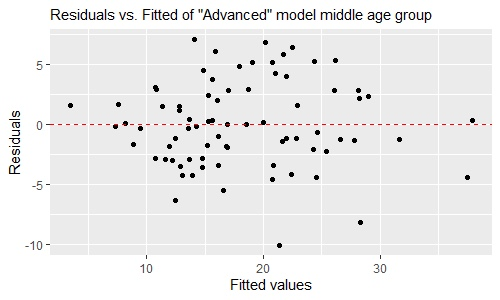 Residuals vs. Fitted of "Advanced" model middle age group
Residuals
5
0
-5
-10
10
20
30
Fitted values